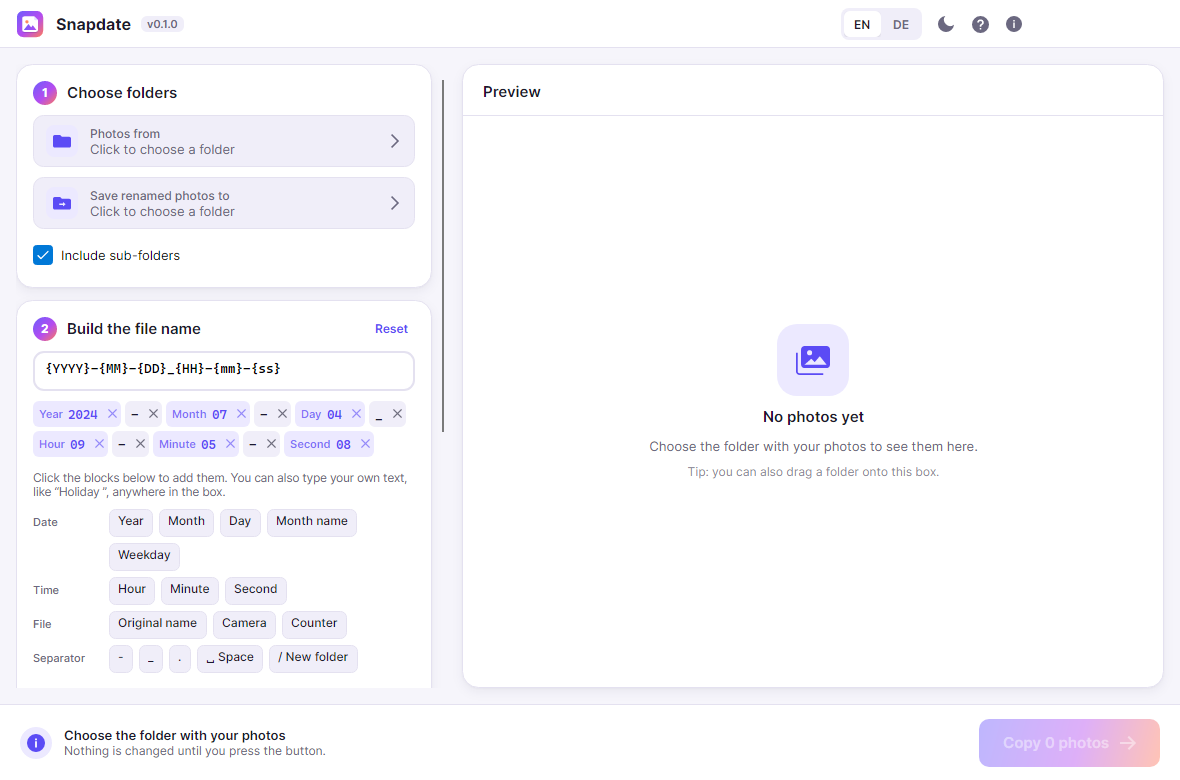 Snapdate v0.1.0
EN DE
1 Choose folders
Photos from
Click to choose a folder
Save renamed photos to
Click to choose a folder
Include sub-folders
2 Build the file name Reset
{YYYY}-{MM}-{DD}_{HH}-{mm}-{ss}
Year 2024 × - × Month 07 × - × Day 04 × _ ×
Hour 09 × - × Minute 05 × - × Second 08 ×
Click the blocks below to add them. You can also type your own text,
like “Holiday ”, anywhere in the box.
Date Year Month Day Month name
Weekday
Time Hour Minute Second
File Original name Camera Counter
Separator - _ . ␣ Space / New folder
Preview
No photos yet
Choose the folder with your photos to see them here.
Tip: you can also drag a folder onto this box.
Choose the folder with your photos
Nothing is changed until you press the button.
Copy 0 photos →